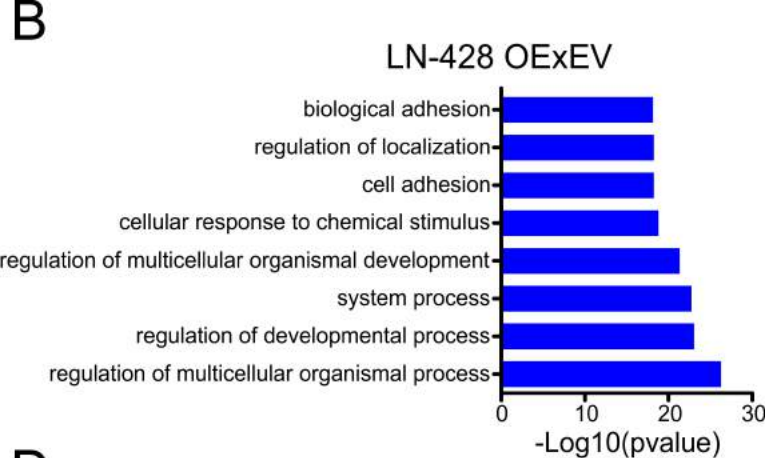 B
LN-428 OExEV
biological adhesion
regulation of localization
cell adhesion
cellular response to chemical stimulus
regulation of multicellular organismal development
system process
regulation of developmental process
regulation of multicellular organismal process
0 10 20 30
-Log10(pvalue)